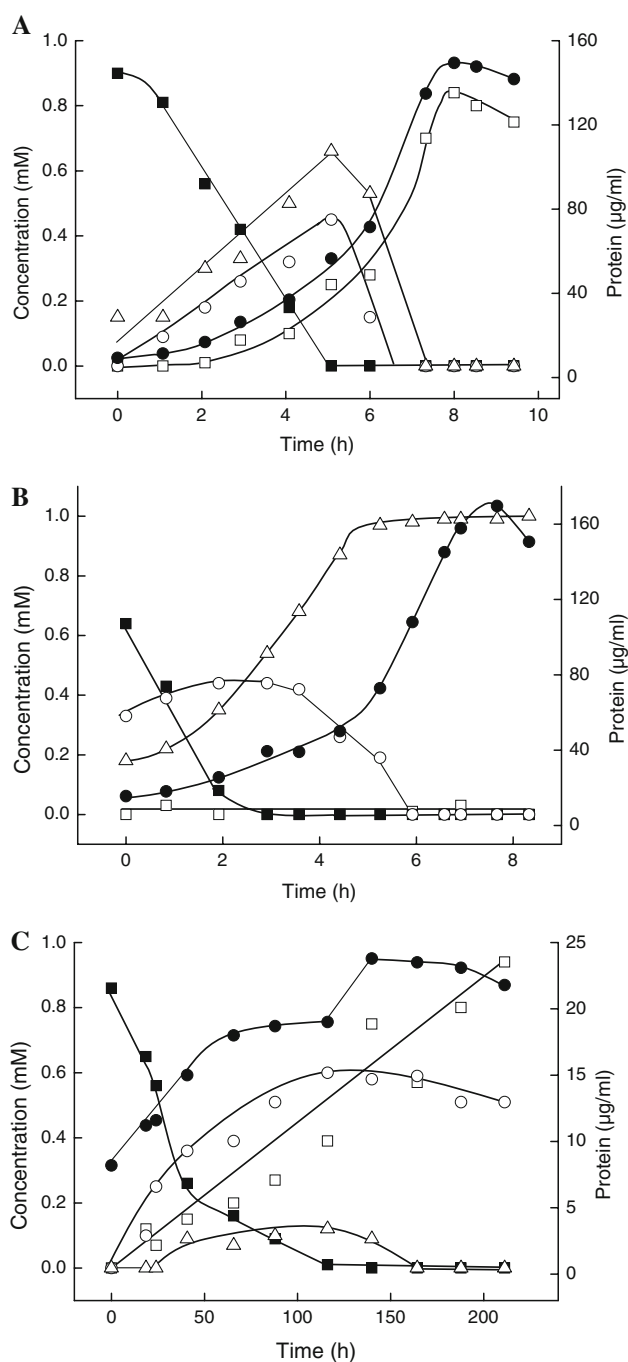 A
1.0
0.8
0.6
0.4
0.2
0.0
Concentration (mM)
160
120
80
40
0
Protein (µg/ml)
0 2 4 6 8 10
Time (h)
B
1.0
0.8
0.6
0.4
0.2
0.0
Concentration (mM)
160
120
80
40
0
Protein (µg/ml)
0 2 4 6 8
Time (h)
C
1.0
0.8
0.6
0.4
0.2
0.0
Concentration (mM)
25
20
15
10
5
0
Protein (µg/ml)
0 50 100 150 200
Time (h)